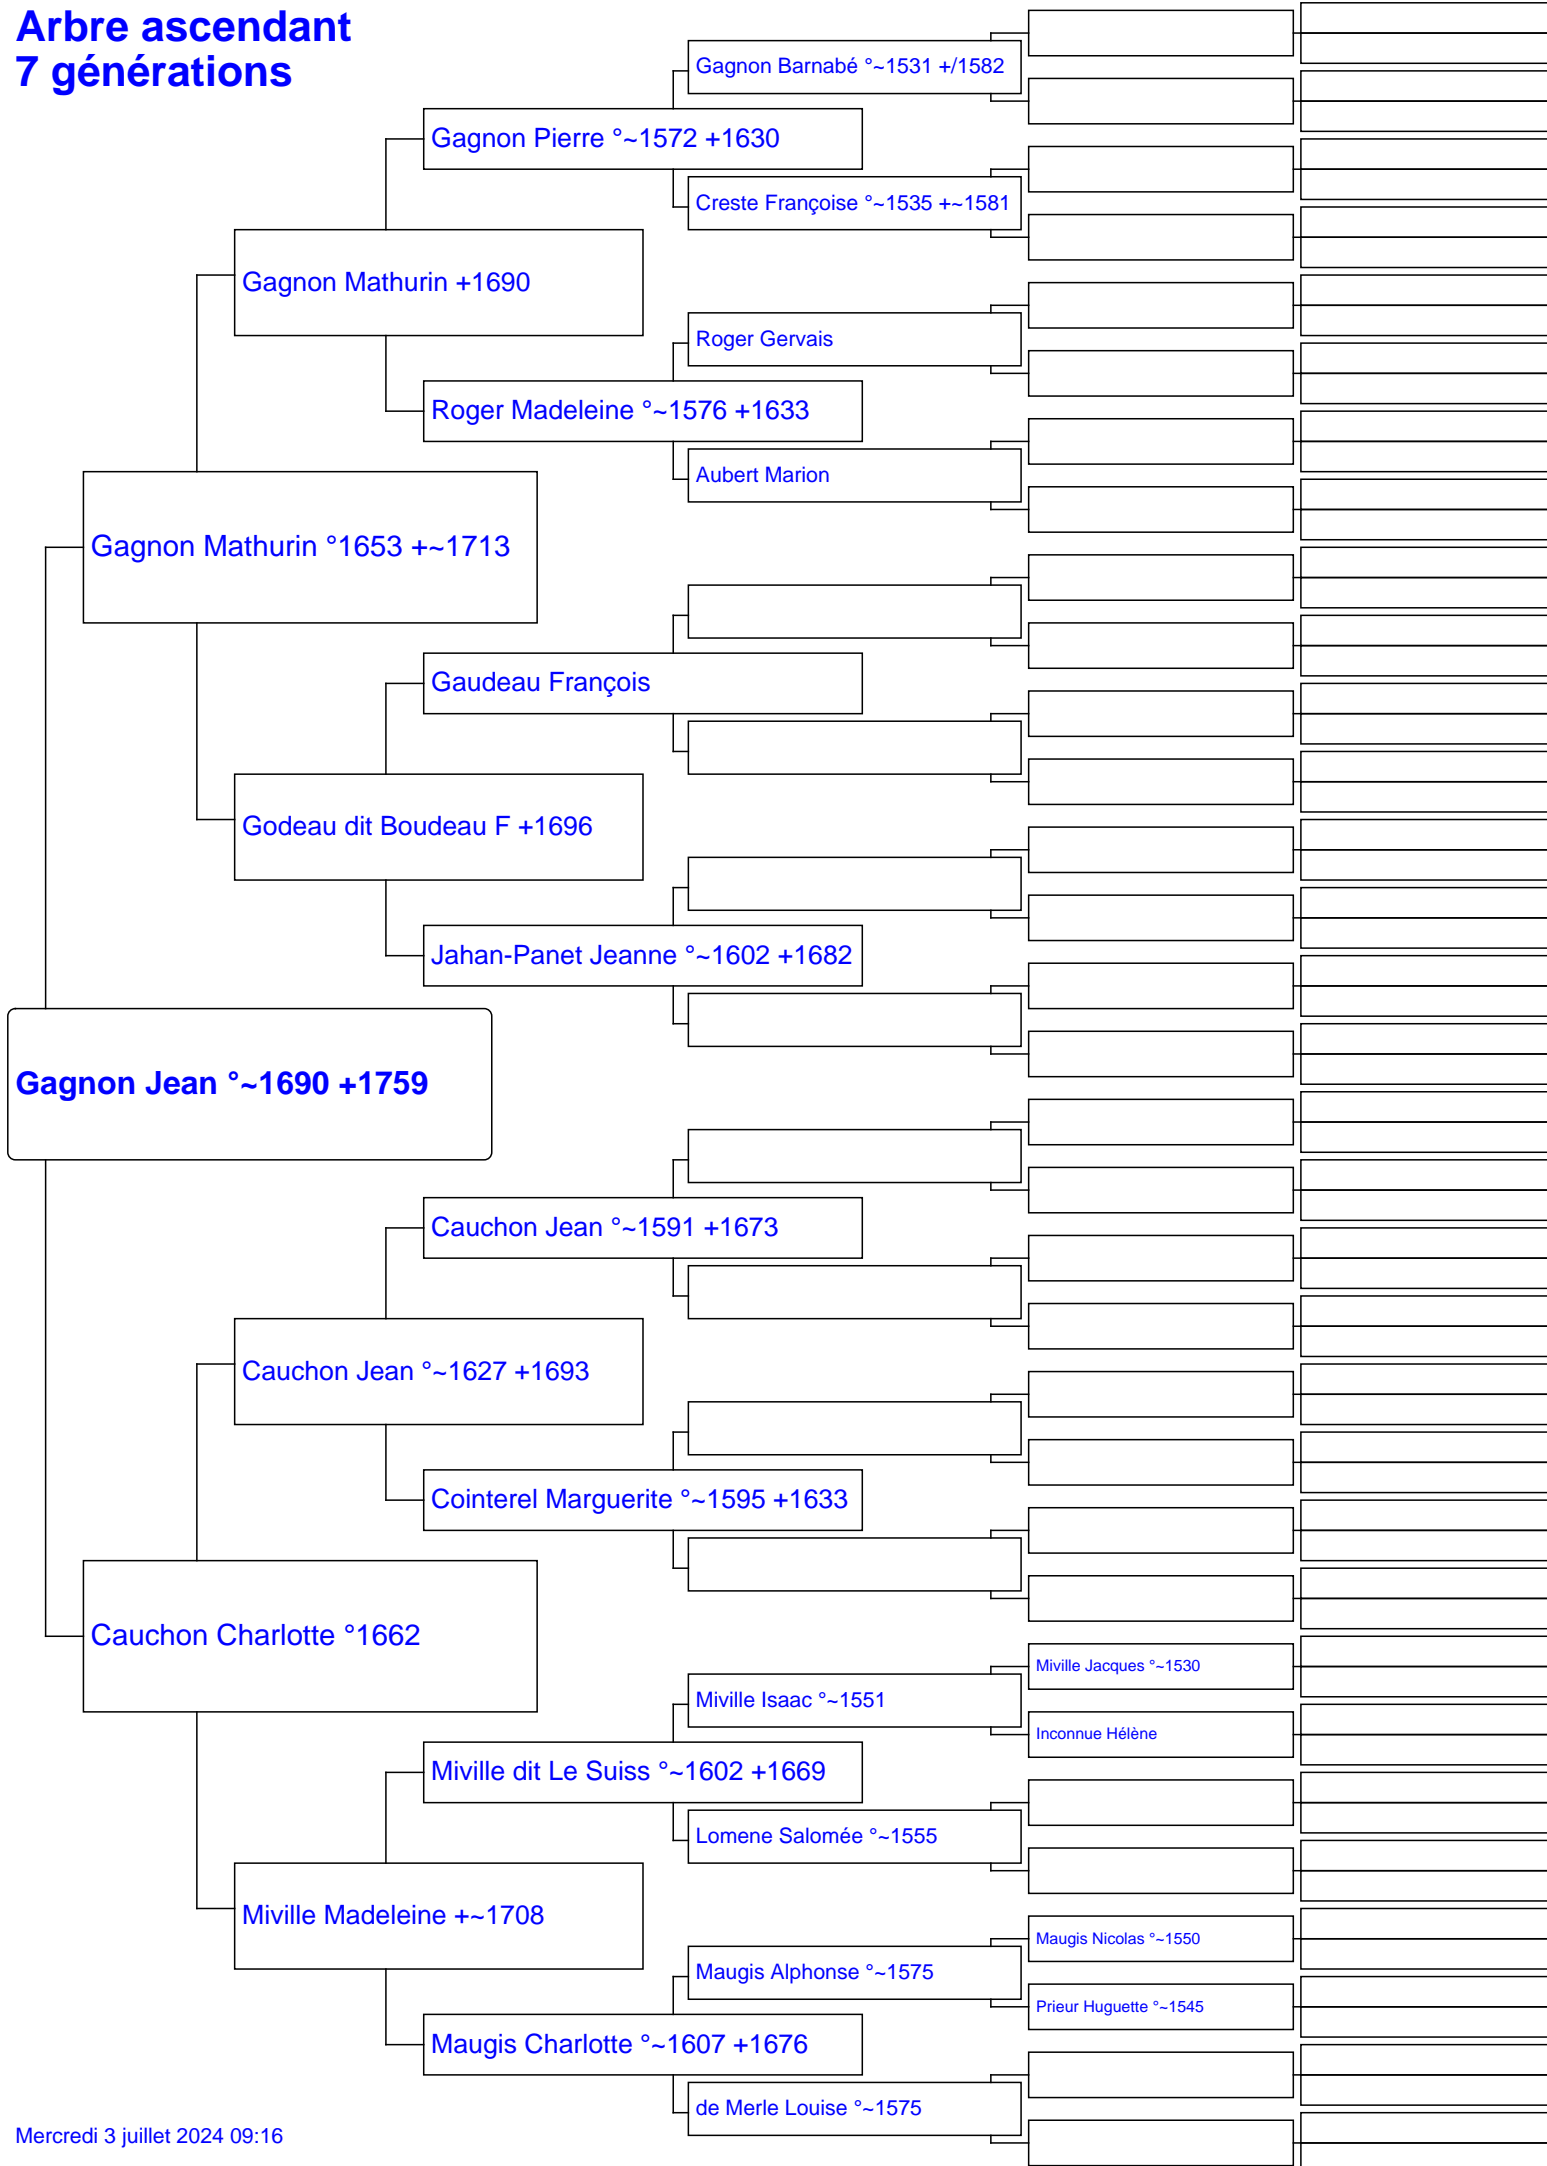 Arbre ascendant
7 générations
Gagnon Barnabé °~1531 +/1582
Gagnon Pierre °~1572 +1630
Creste Françoise °~1535 +~1581
Gagnon Mathurin +1690
Roger Gervais
Roger Madeleine °~1576 +1633
Aubert Marion
Gagnon Mathurin °1653 +~1713
Gaudeau François
Godeau dit Boudeau F +1696
Jahan-Panet Jeanne °~1602 +1682
Gagnon Jean °~1690 +1759
Cauchon Jean °~1591 +1673
Cauchon Jean °~1627 +1693
Cointerel Marguerite °~1595 +1633
Cauchon Charlotte °1662
Miville Jacques °~1530
Miville Isaac °~1551
Inconnue Hélène
Miville dit Le Suiss °~1602 +1669
Lomene Salomée °~1555
Miville Madeleine +~1708
Maugis Nicolas °~1550
Maugis Alphonse °~1575
Prieur Huguette °~1545
Maugis Charlotte °~1607 +1676
de Merle Louise °~1575
Mercredi 3 juillet 2024 09:16